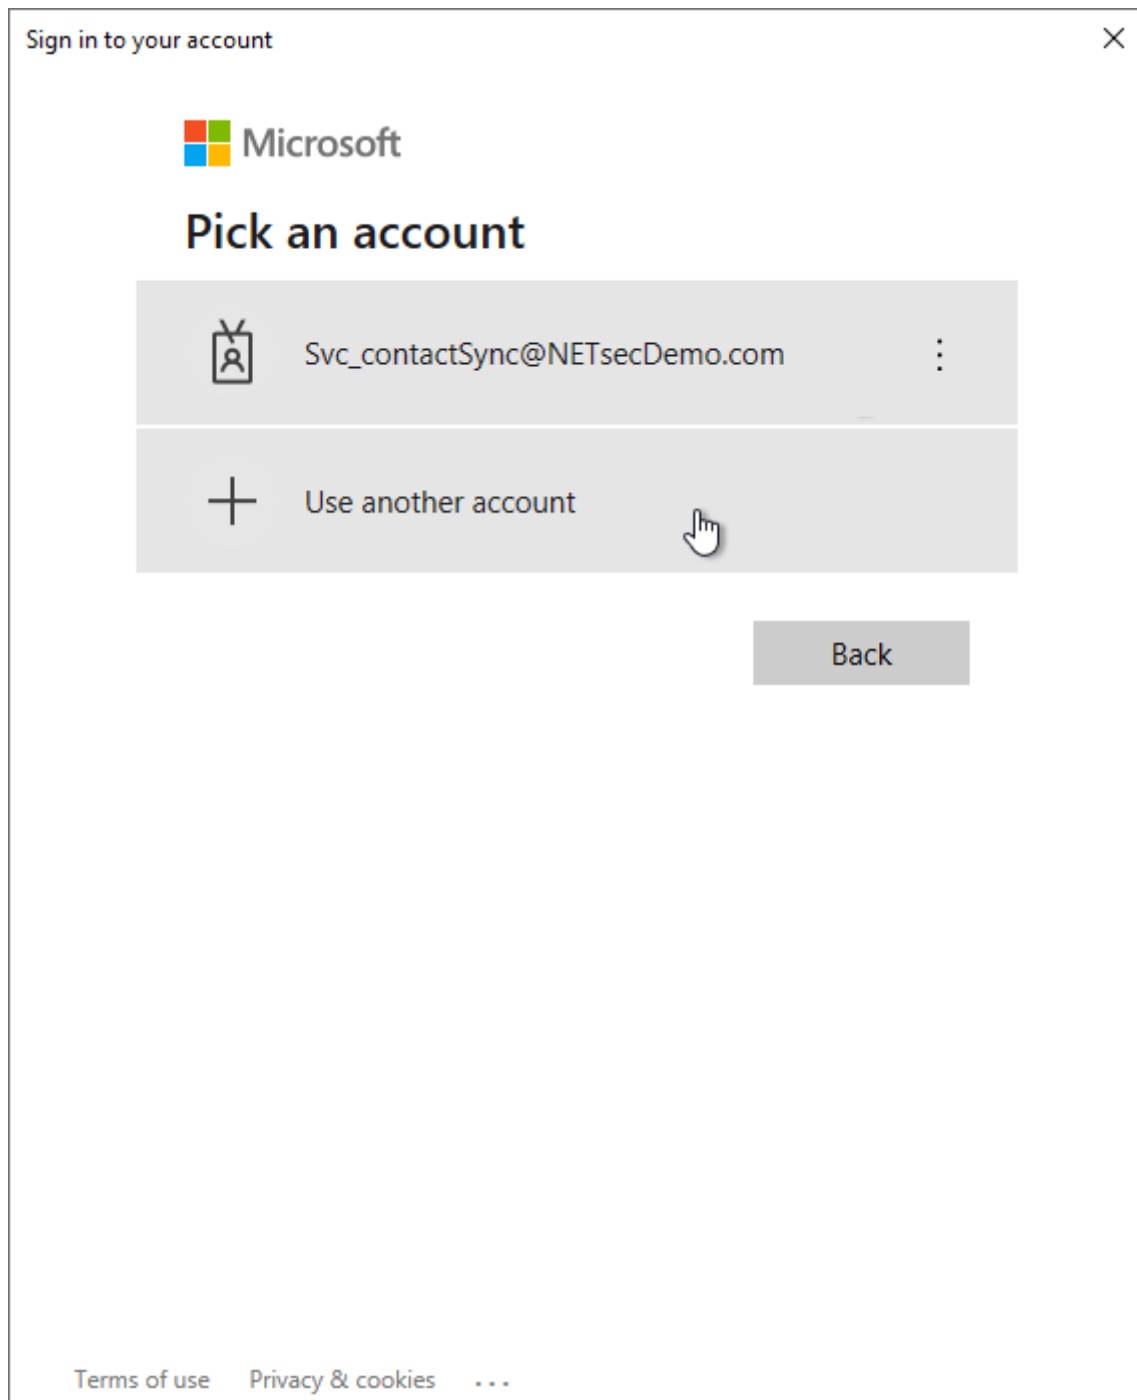 Sign in to your account
Microsoft
Pick an account
Svc_contactSync@NETsecDemo.com
Use another account
Back
Terms of use Privacy & cookies ...